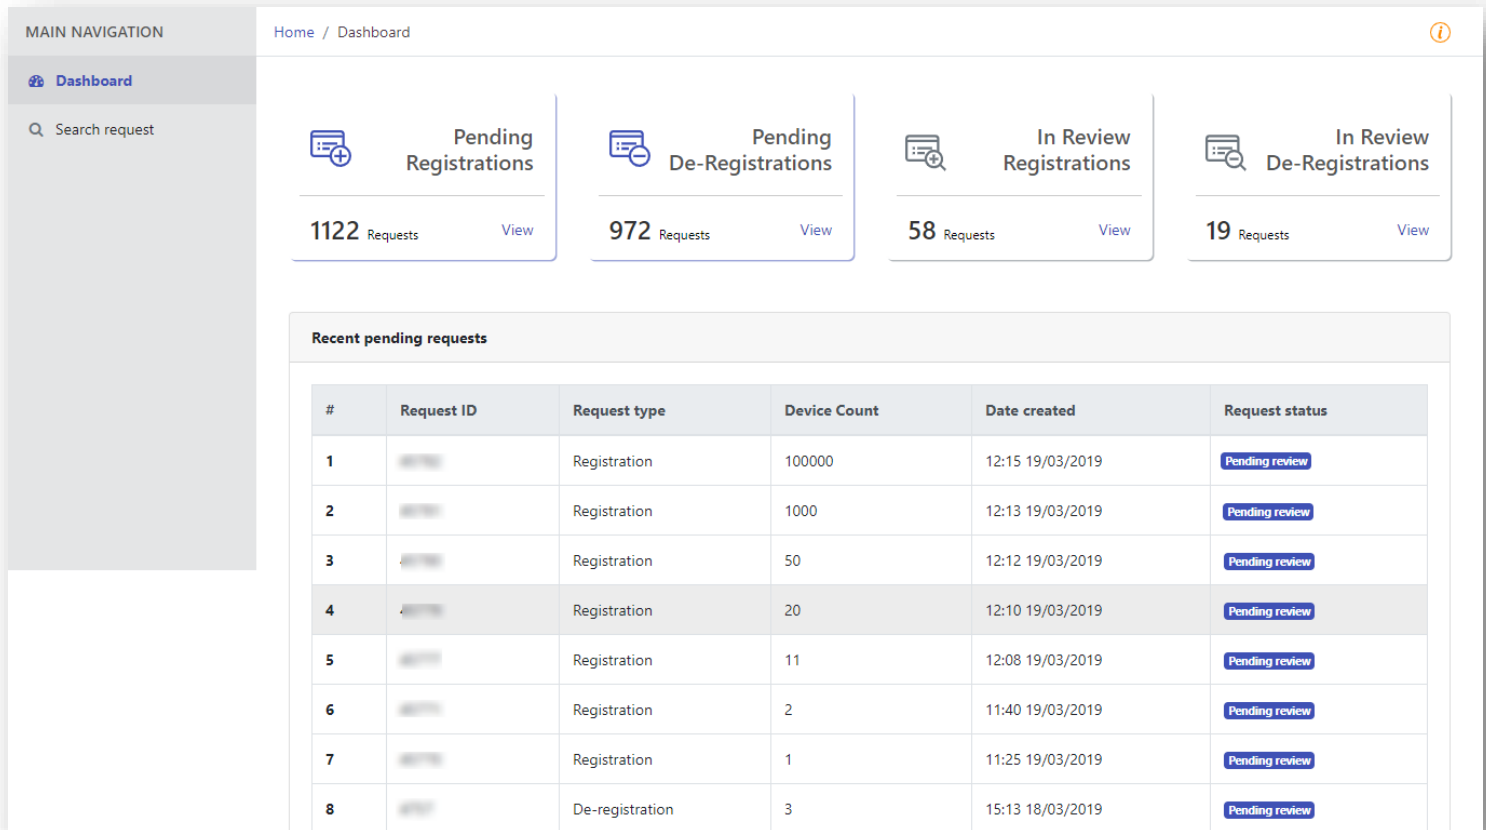 MAIN NAVIGATION
Home / Dashboard
Dashboard
Search request
Pending
Registrations
1122 Requests View
Pending
De-Registrations
972 Requests View
In Review
Registrations
58 Requests View
In Review
De-Registrations
19 Requests View
Recent pending requests
# Request ID Request type Device Count Date created Request status
1 Registration 100000 12:15 19/03/2019 Pending review
2 Registration 1000 12:13 19/03/2019 Pending review
3 Registration 50 12:12 19/03/2019 Pending review
4 Registration 20 12:10 19/03/2019 Pending review
5 Registration 11 12:08 19/03/2019 Pending review
6 Registration 2 11:40 19/03/2019 Pending review
7 Registration 1 11:25 19/03/2019 Pending review
8 De-registration 3 15:13 18/03/2019 Pending review